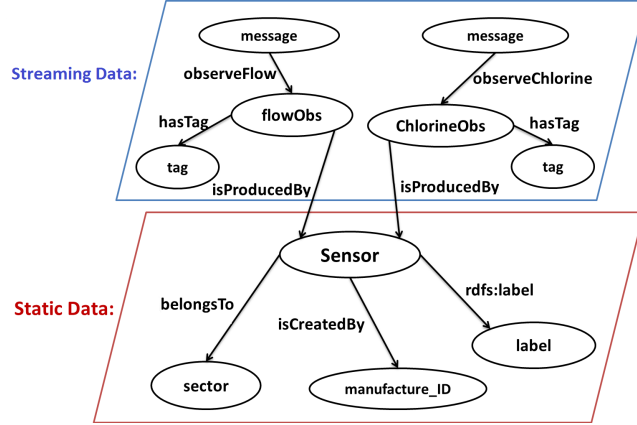 message
message
Streaming Data:
observeFlow
observeChlorine
hasTag
flowObs
ChlorineObs
hasTag
tag
tag
isProducedBy
isProducedBy
Sensor
Static Data:
belongsTo
isCreatedBy
rdfs:label
label
sector
manufacture_ID